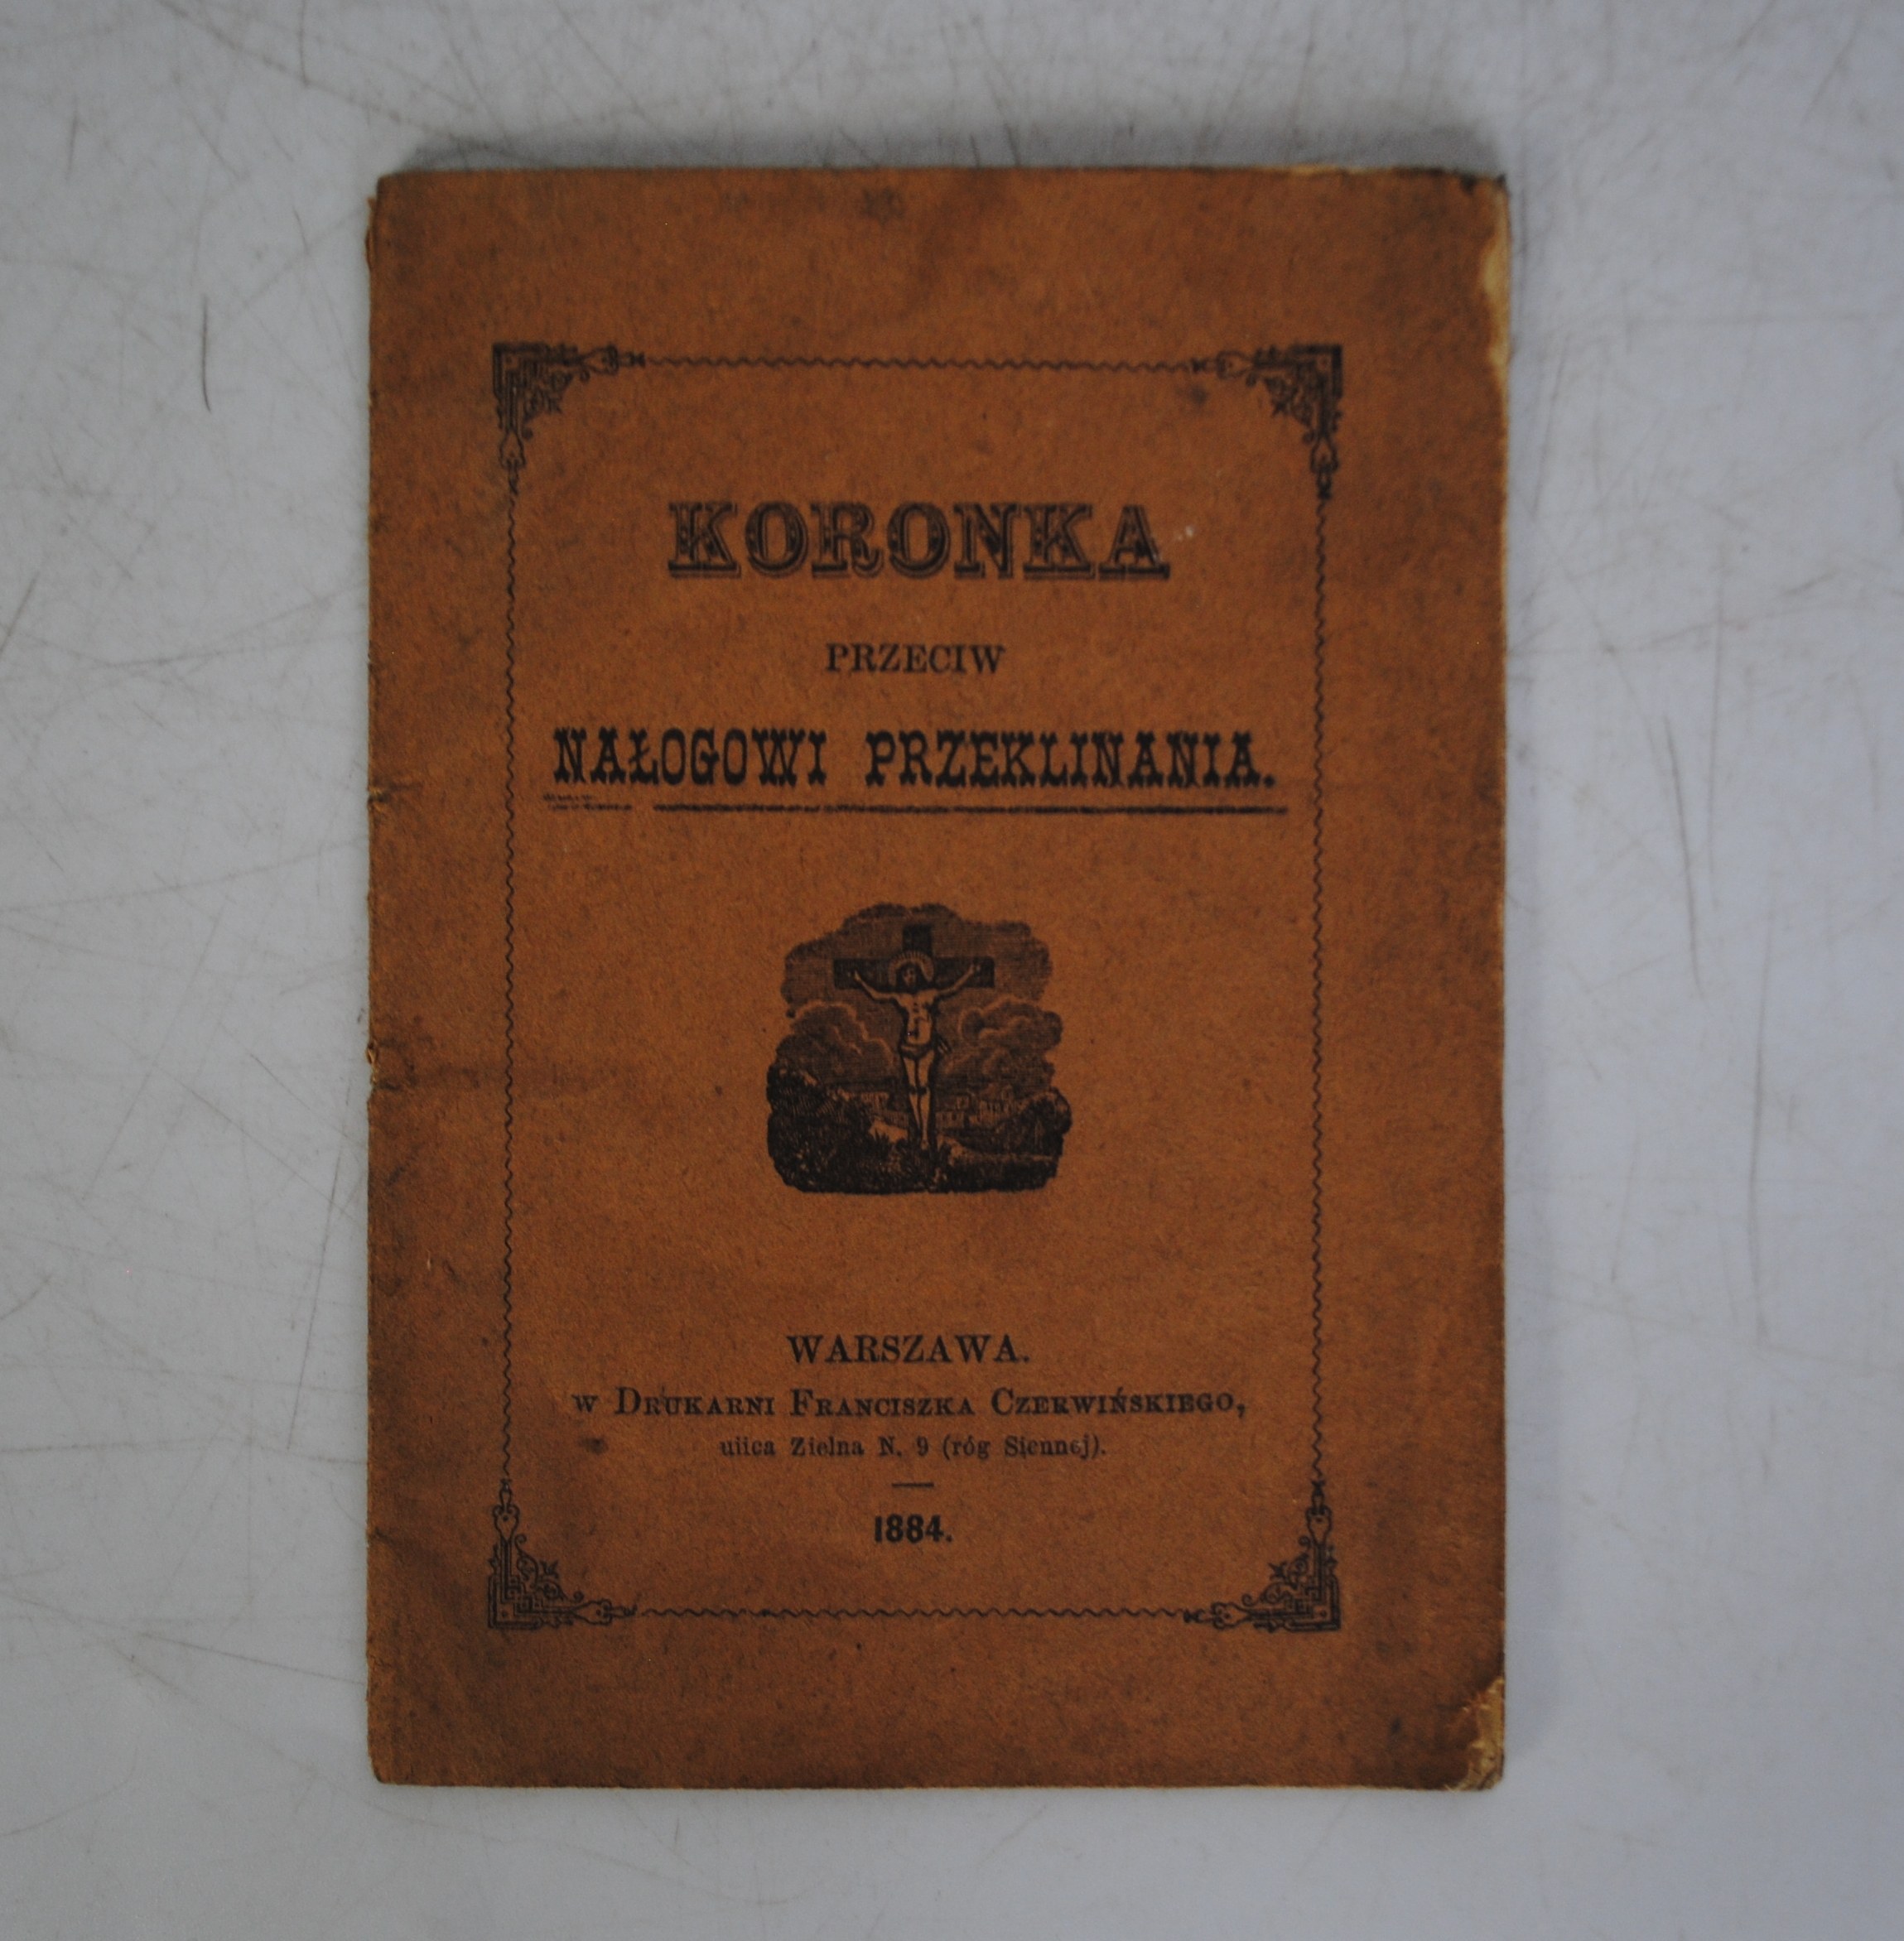 KORONKA
PRZECIW
NAŁOGOWI PRZEKLINANIA.
WARSZAWA.
W DRUKARNI FRANCISZKA CZERWIŃSKIEGO,
ulica Zielna N. 9 (róg Siennej).
1884.